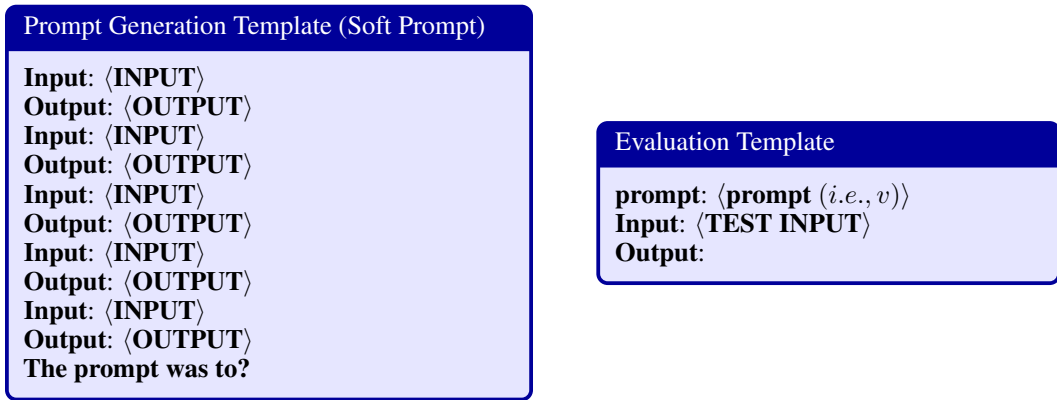 Prompt Generation Template (Soft Prompt)
Input: ⟨INPUT⟩
Output: ⟨OUTPUT⟩
Input: ⟨INPUT⟩
Output: ⟨OUTPUT⟩
Input: ⟨INPUT⟩
Output: ⟨OUTPUT⟩
Input: ⟨INPUT⟩
Output: ⟨OUTPUT⟩
Input: ⟨INPUT⟩
Output: ⟨OUTPUT⟩
The prompt was to?
Evaluation Template
prompt: ⟨prompt (i.e., v)⟩
Input: ⟨TEST INPUT⟩
Output: